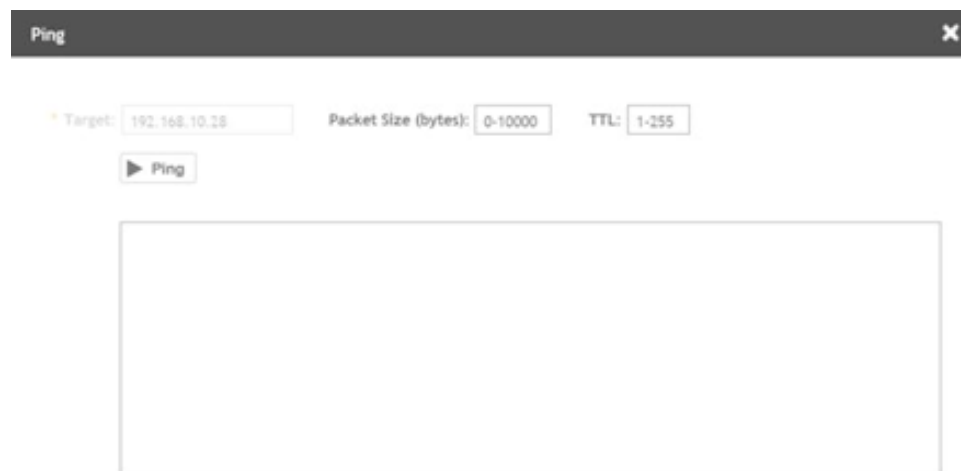 Ping
* Target: 192.168.10.28 Packet Size (bytes): 0-10000 TTL: 1-255
Ping